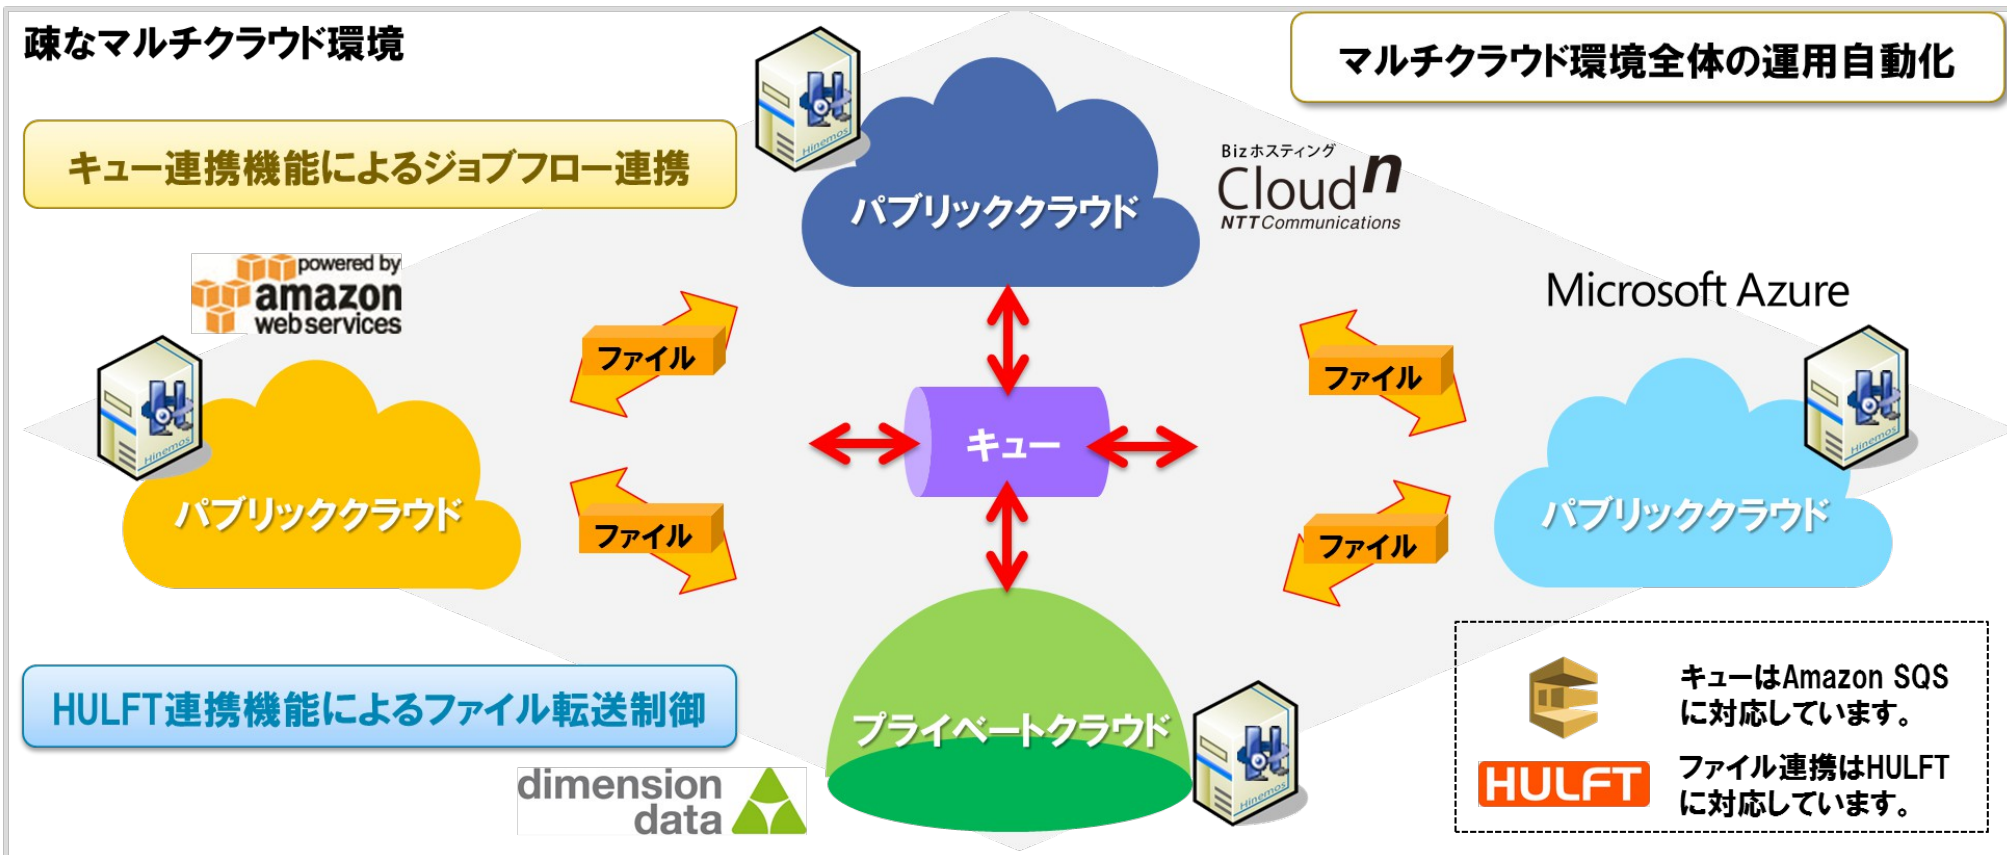 疎なマルチクラウド環境
マルチクラウド環境全体の運用自動化
キュー連携機能によるジョブフロー連携
Hinemos
パブリッククラウド
Bizホスティング
Cloudn
NTT Communications
powered by
amazon
web services
Microsoft Azure
ファイル
ファイル
Hinemos
パブリッククラウド
キュー
Hinemos
パブリッククラウド
ファイル
ファイル
HULFT連携機能によるファイル転送制御
プライベートクラウド
Hinemos
dimension
data
キューはAmazon SQS
に対応しています。
HULFT
ファイル連携はHULFT
に対応しています。